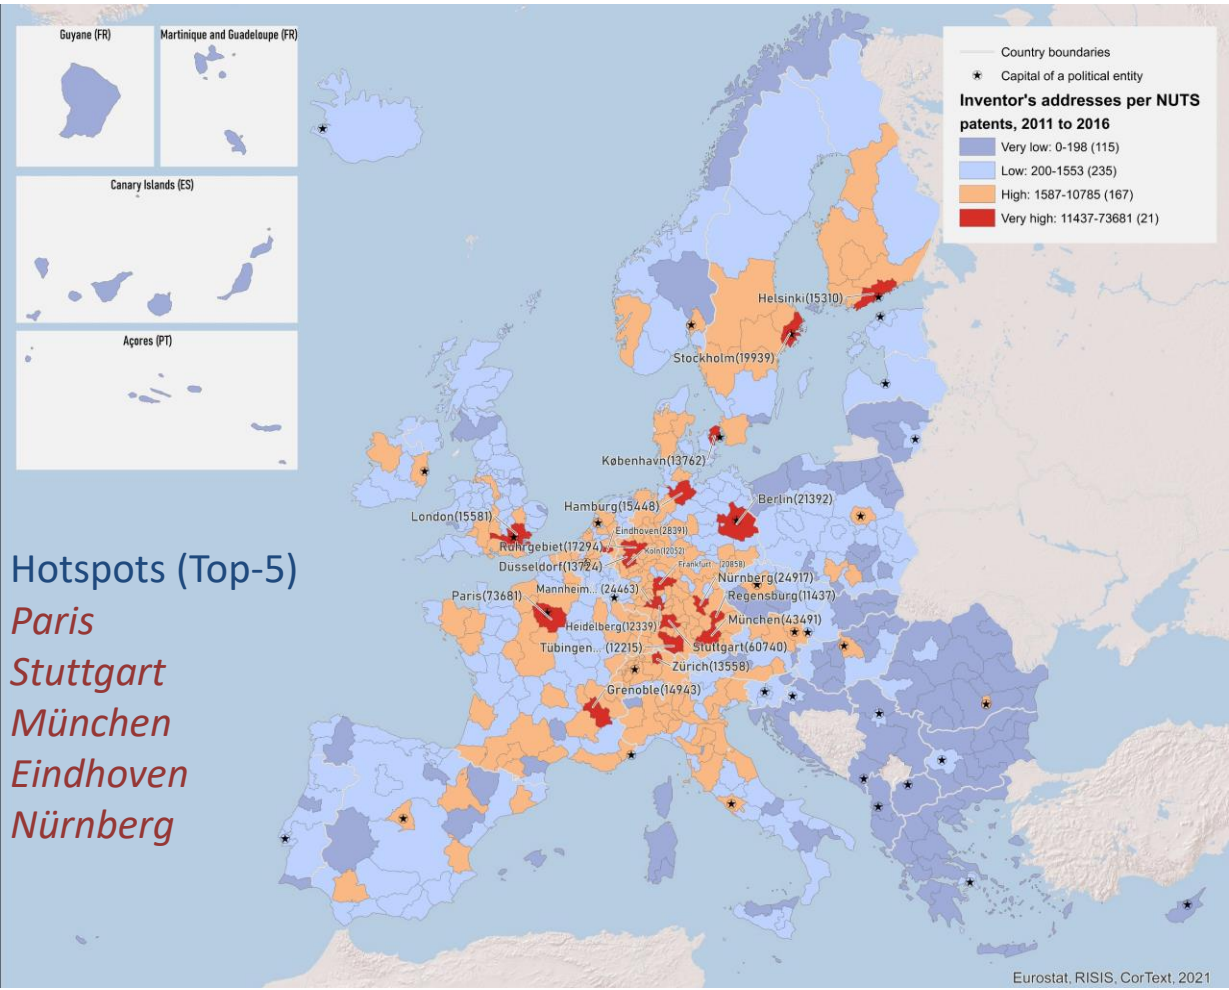 Guyane (FR)
Martinique and Guadeloupe (FR)
Canary Islands (ES)
Açores (PT)
Country boundaries
Capital of a political entity
Inventor's addresses per NUTS
patents, 2011 to 2016
Very low: 0-198 (115)
Low: 200-1553 (235)
High: 1587-10785 (167)
Very high: 11437-73681 (21)
Helsinki(15310)
Stockholm(19939)
København(13762)
Hamburg(15448)
Berlin(21392)
London(15581)
Eindhoven(28391)
Ruhrgebiet(17294)
Köln(12052)
Düsseldorf(13724)
Frankfurt... (20858)
Nürnberg(24917)
Mannheim... (24463)
Regensburg(11437)
Paris(73681)
München(43491)
Heidelberg(12339)
Tübingen... (12215)
Stuttgart(60740)
Zürich(13558)
Grenoble(14943)
Hotspots (Top-5)
Paris
Stuttgart
München
Eindhoven
Nürnberg
Eurostat, RISIS, CorText, 2021